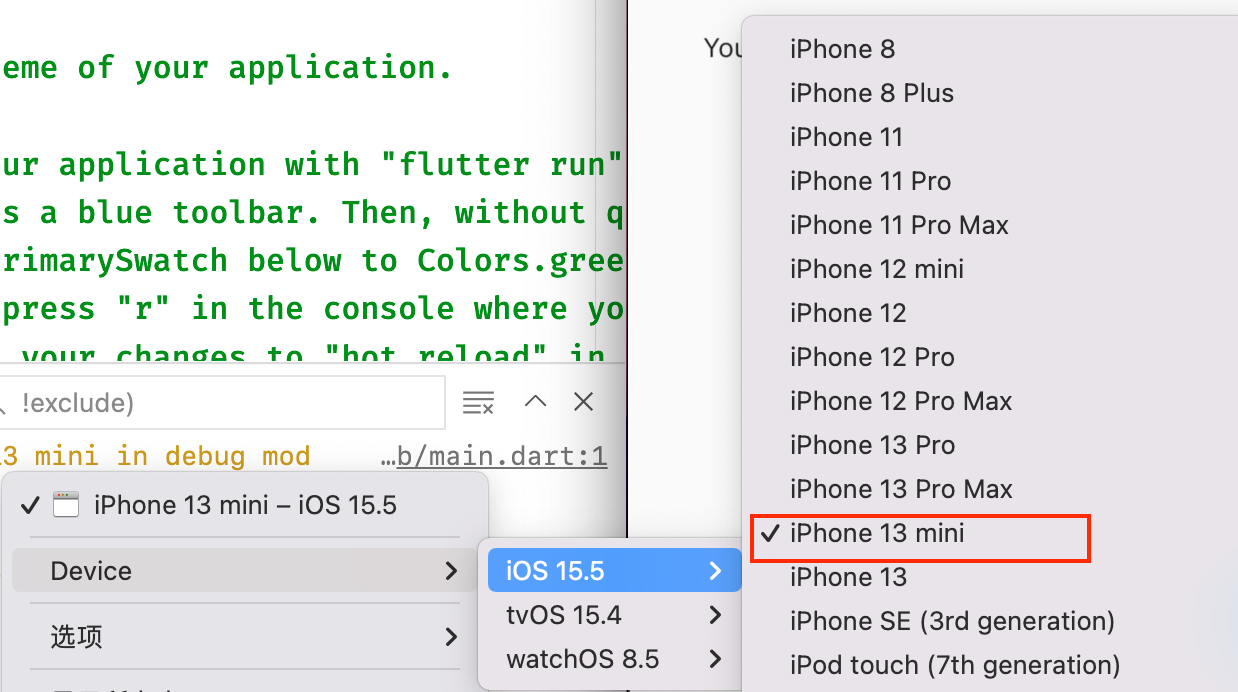 eme of your application.
ur application with "flutter run"
s a blue toolbar. Then, without q
rimarySwatch below to Colors.gree
press "r" in the console where yo
your changes to "hot reload" in
!exclude)
13 mini in debug mod …b/main.dart:1
iPhone 13 mini – iOS 15.5
Device
选项
iOS 15.5
tvOS 15.4
watchOS 8.5
You
iPhone 8
iPhone 8 Plus
iPhone 11
iPhone 11 Pro
iPhone 11 Pro Max
iPhone 12 mini
iPhone 12
iPhone 12 Pro
iPhone 12 Pro Max
iPhone 13 Pro
iPhone 13 Pro Max
iPhone 13 mini
iPhone 13
iPhone SE (3rd generation)
iPod touch (7th generation)